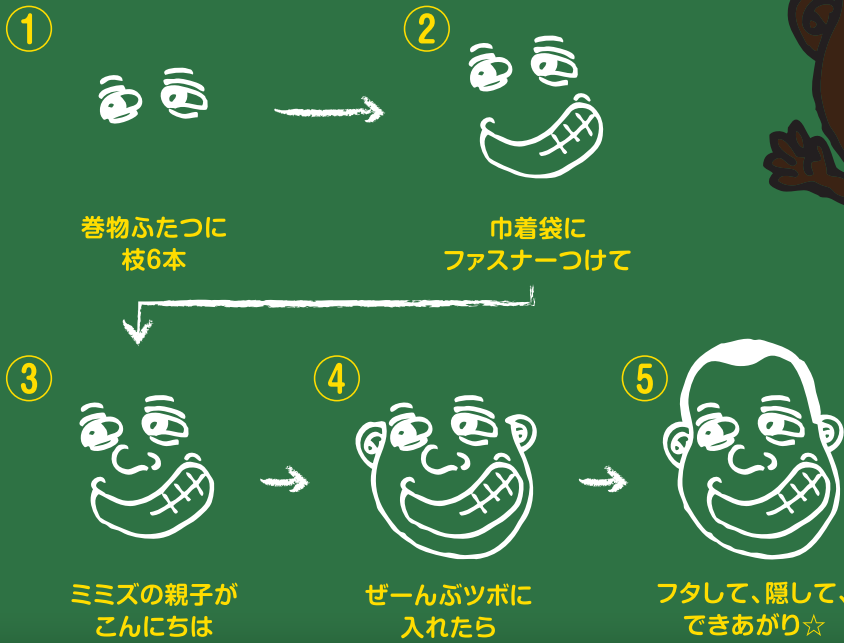 ①
巻物ふたつに
枝6本
②
巾着袋に
ファスナーつけて
③
ミミズの親子が
こんにちは
④
ぜーんぶツボに
入れたら
⑤
フタして、隠して、
できあがり☆